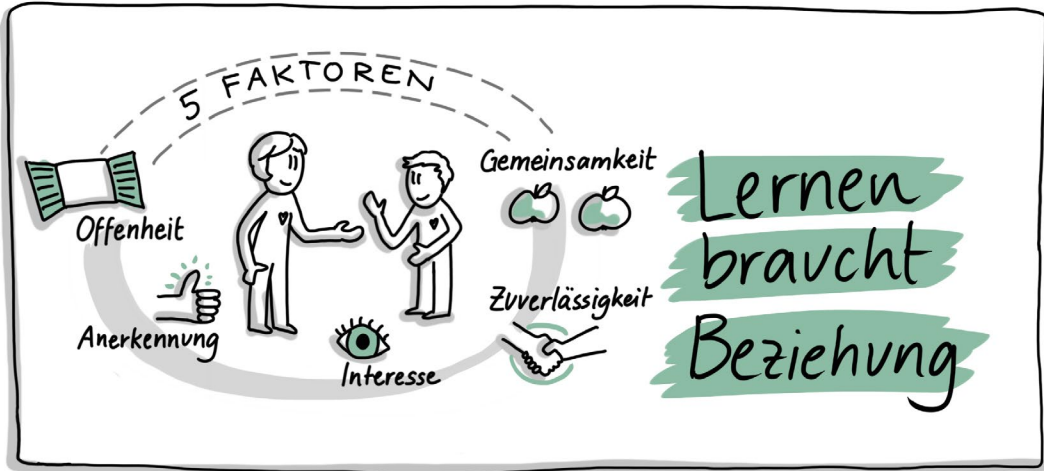 5 FAKTOREN
Offenheit
Anerkennung
Interesse
Gemeinsamkeit
Zuverlässigkeit
Lernen
braucht
Beziehung